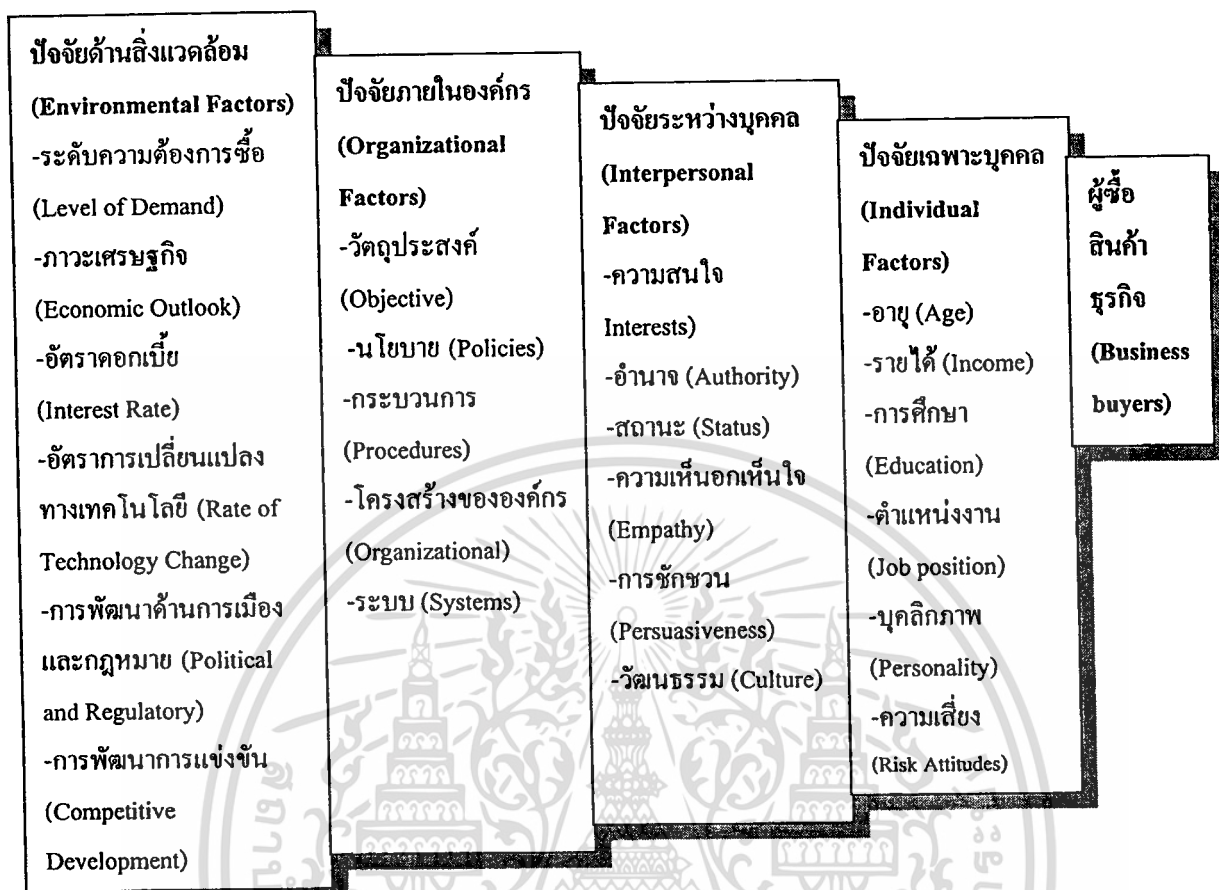 ปัจจัยด้านสิ่งแวดล้อม
(Environmental Factors)
-ระดับความต้องการซื้อ
(Level of Demand)
-ภาวะเศรษฐกิจ
(Economic Outlook)
-อัตราดอกเบี้ย
(Interest Rate)
-อัตราการเปลี่ยนแปลง
ทางเทคโนโลยี (Rate of
Technology Change)
-การพัฒนาด้านการเมือง
และกฎหมาย (Political
and Regulatory)
-การพัฒนาการแข่งขัน
(Competitive
Development)
ปัจจัยภายในองค์กร
(Organizational
Factors)
-วัตถุประสงค์
(Objective)
-นโยบาย (Policies)
-กระบวนการ
(Procedures)
-โครงสร้างขององค์กร
(Organizational)
-ระบบ (Systems)
ปัจจัยระหว่างบุคคล
(Interpersonal
Factors)
-ความสนใจ
Interests)
-อำนาจ (Authority)
-สถานะ (Status)
-ความเห็นอกเห็นใจ
(Empathy)
-การชักชวน
(Persuasiveness)
-วัฒนธรรม (Culture)
ปัจจัยเฉพาะบุคคล
(Individual
Factors)
-อายุ (Age)
-รายได้ (Income)
-การศึกษา
(Education)
-ตำแหน่งงาน
(Job position)
-บุคลิกภาพ
(Personality)
-ความเสี่ยง
(Risk Attitudes)
ผู้ซื้อ
สินค้า
ธุรกิจ
(Business
buyers)